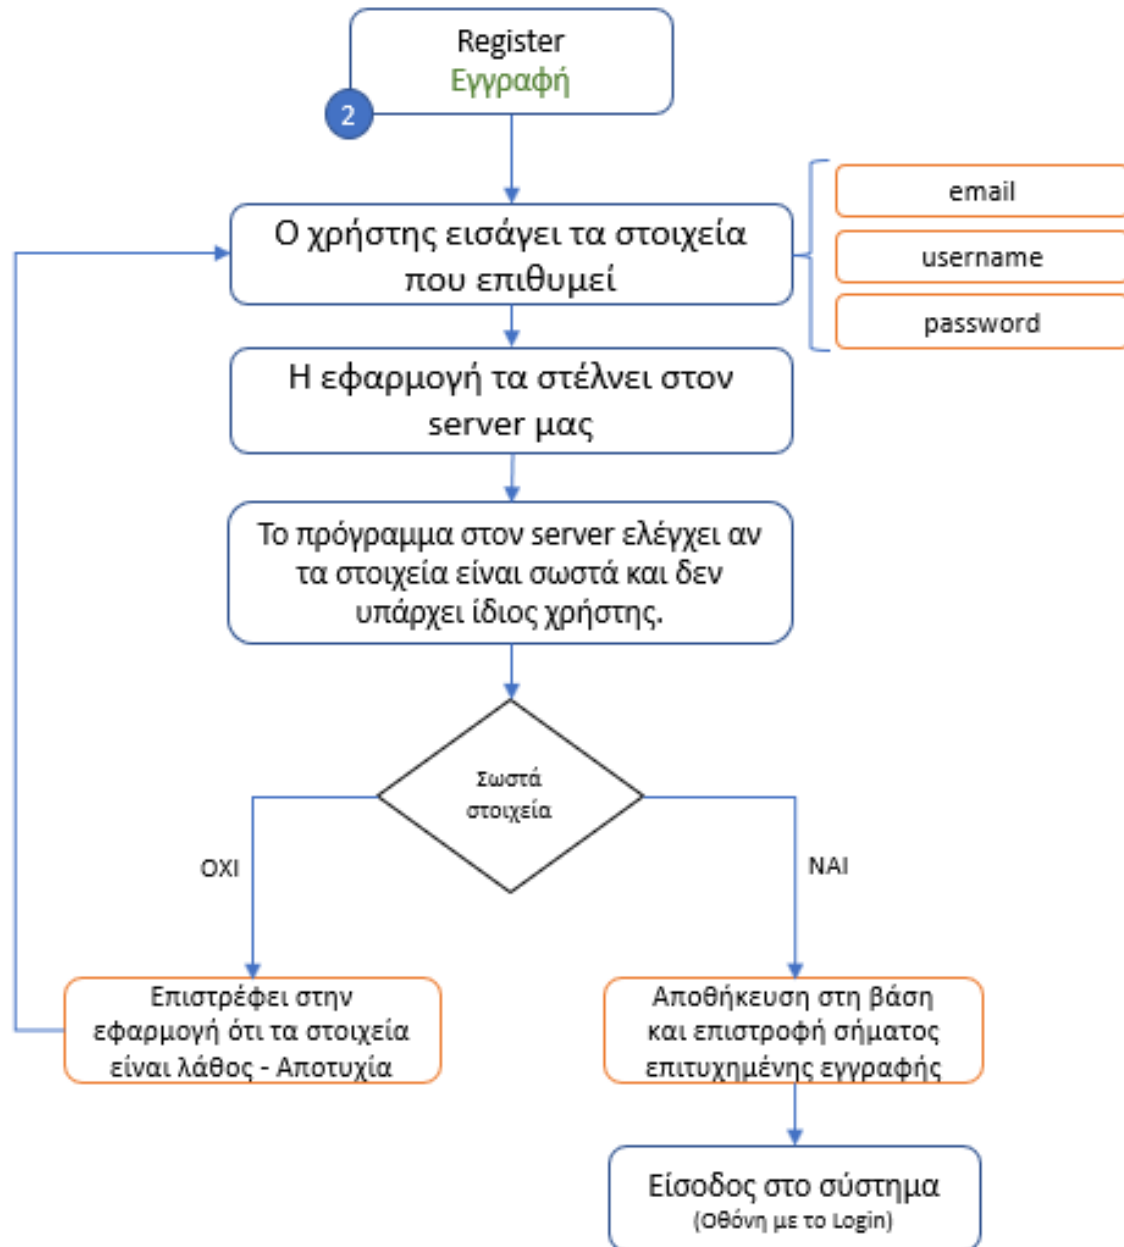 Register
Εγγραφή
2
Ο χρήστης εισάγει τα στοιχεία
που επιθυμεί
email
username
password
Η εφαρμογή τα στέλνει στον
server μας
Το πρόγραμμα στον server ελέγχει αν
τα στοιχεία είναι σωστά και δεν
υπάρχει ίδιος χρήστης.
Σωστά
στοιχεία
ΟΧΙ
ΝΑΙ
Επιστρέφει στην
εφαρμογή ότι τα στοιχεία
είναι λάθος - Αποτυχία
Αποθήκευση στη βάση
και επιστροφή σήματος
επιτυχημένης εγγραφής
Είσοδος στο σύστημα
(Οθόνη με το Login)